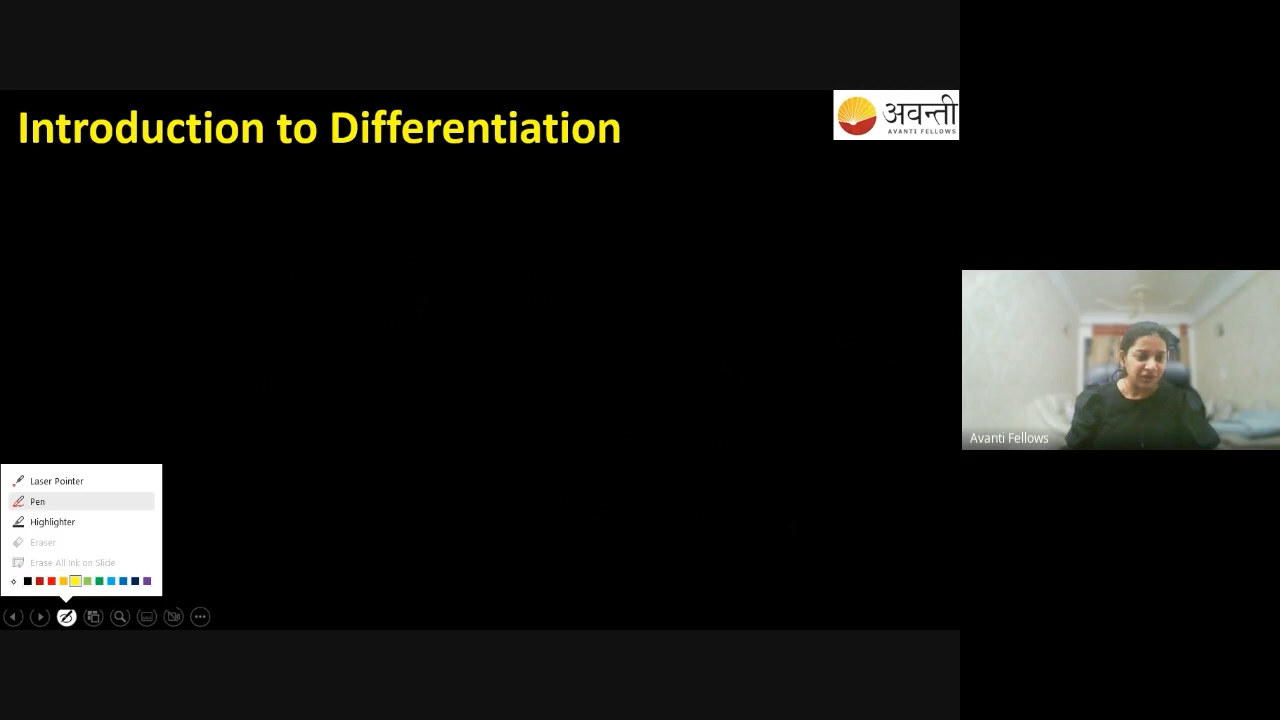 Introduction to Differentiation
अवन्ती
AVANTI FELLOWS
Avanti Fellows
Laser Pointer
Pen
Highlighter
Eraser
Erase All Ink on Slide